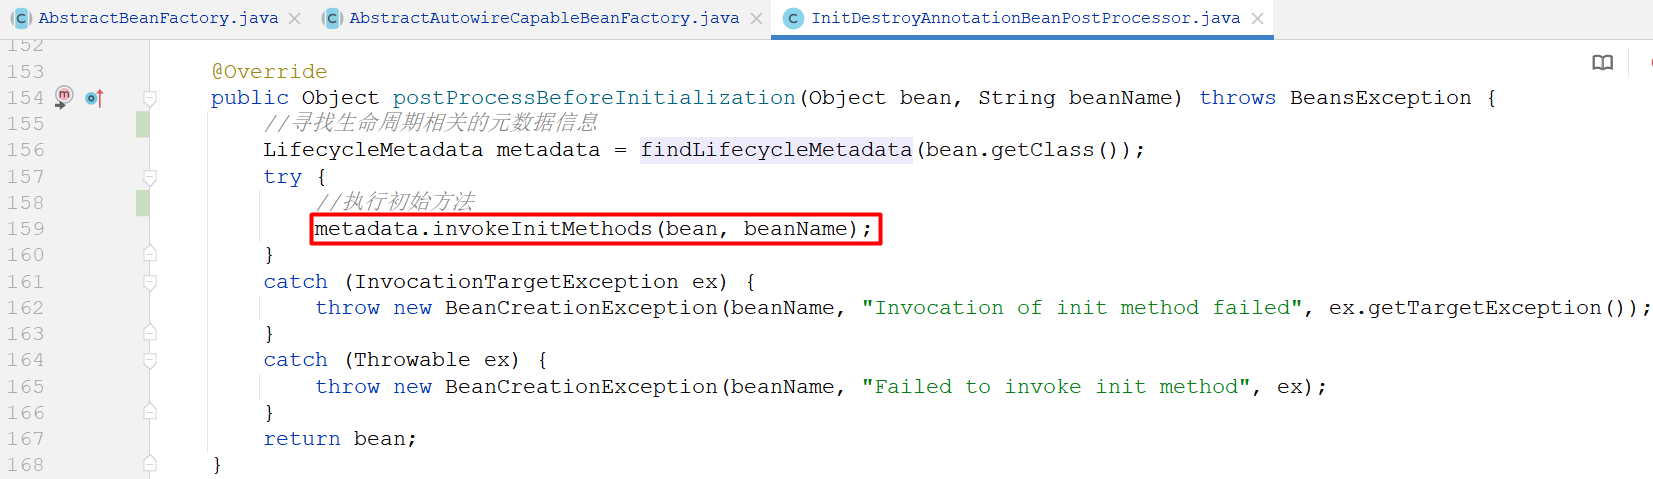 AbstractBeanFactory.java AbstractAutowireCapableBeanFactory.java InitDestroyAnnotationBeanPostProcessor.java
152
153 @Override
154 public Object postProcessBeforeInitialization(Object bean, String beanName) throws BeansException {
155 //寻找生命周期相关的元数据信息
156 LifecycleMetadata metadata = findLifecycleMetadata(bean.getClass());
157 try {
158 //执行初始方法
159 metadata.invokeInitMethods(bean, beanName);
160 }
161 catch (InvocationTargetException ex) {
162 throw new BeanCreationException(beanName, "Invocation of init method failed", ex.getTargetException());
163 }
164 catch (Throwable ex) {
165 throw new BeanCreationException(beanName, "Failed to invoke init method", ex);
166 }
167 return bean;
168 }